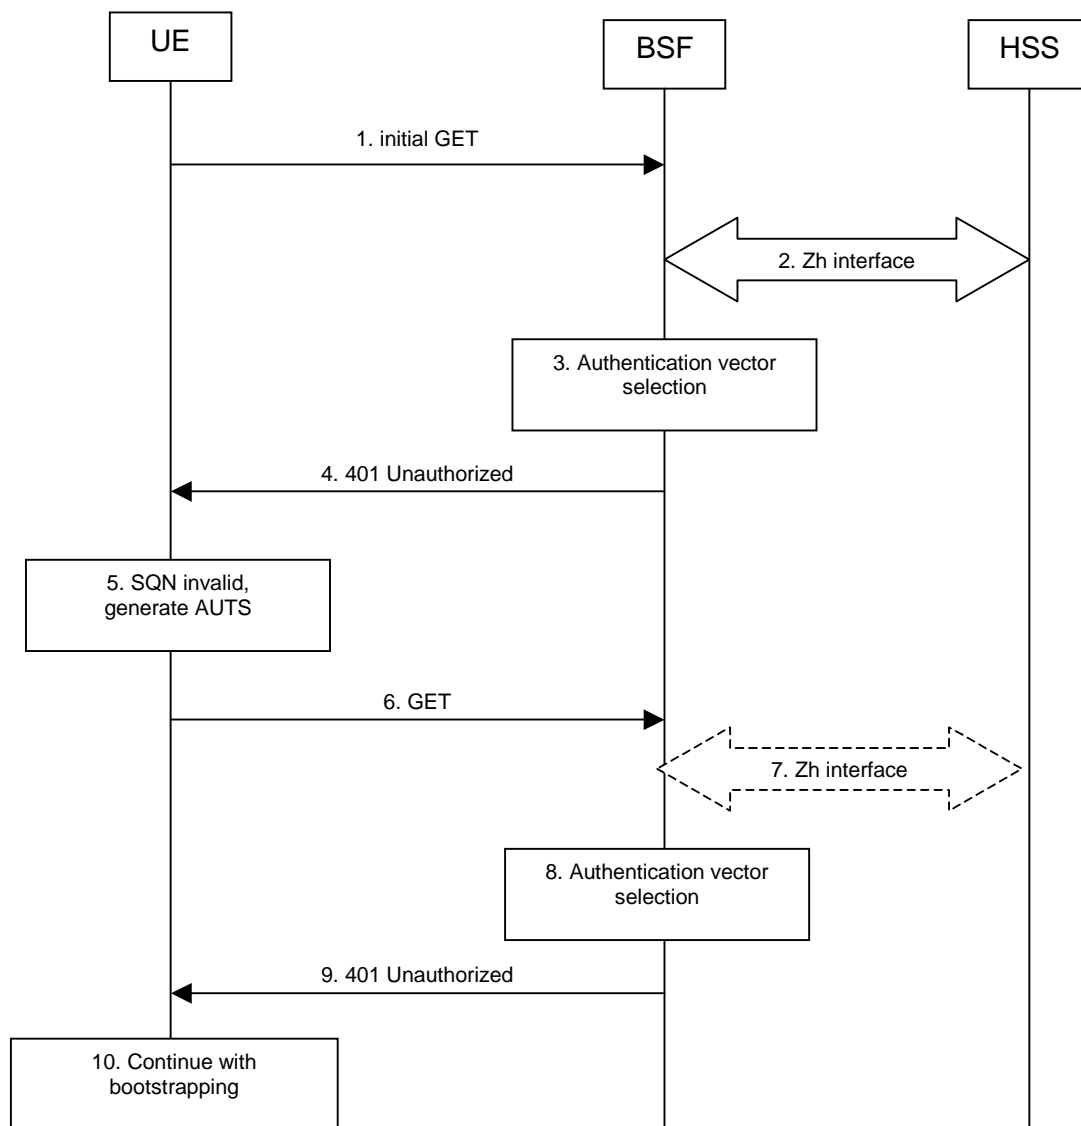 UE
BSF
HSS
1. initial GET
2. Zh interface
3. Authentication vector
selection
4. 401 Unauthorized
5. SQN invalid,
generate AUTS
6. GET
7. Zh interface
8. Authentication vector
selection
9. 401 Unauthorized
10. Continue with
bootstrapping